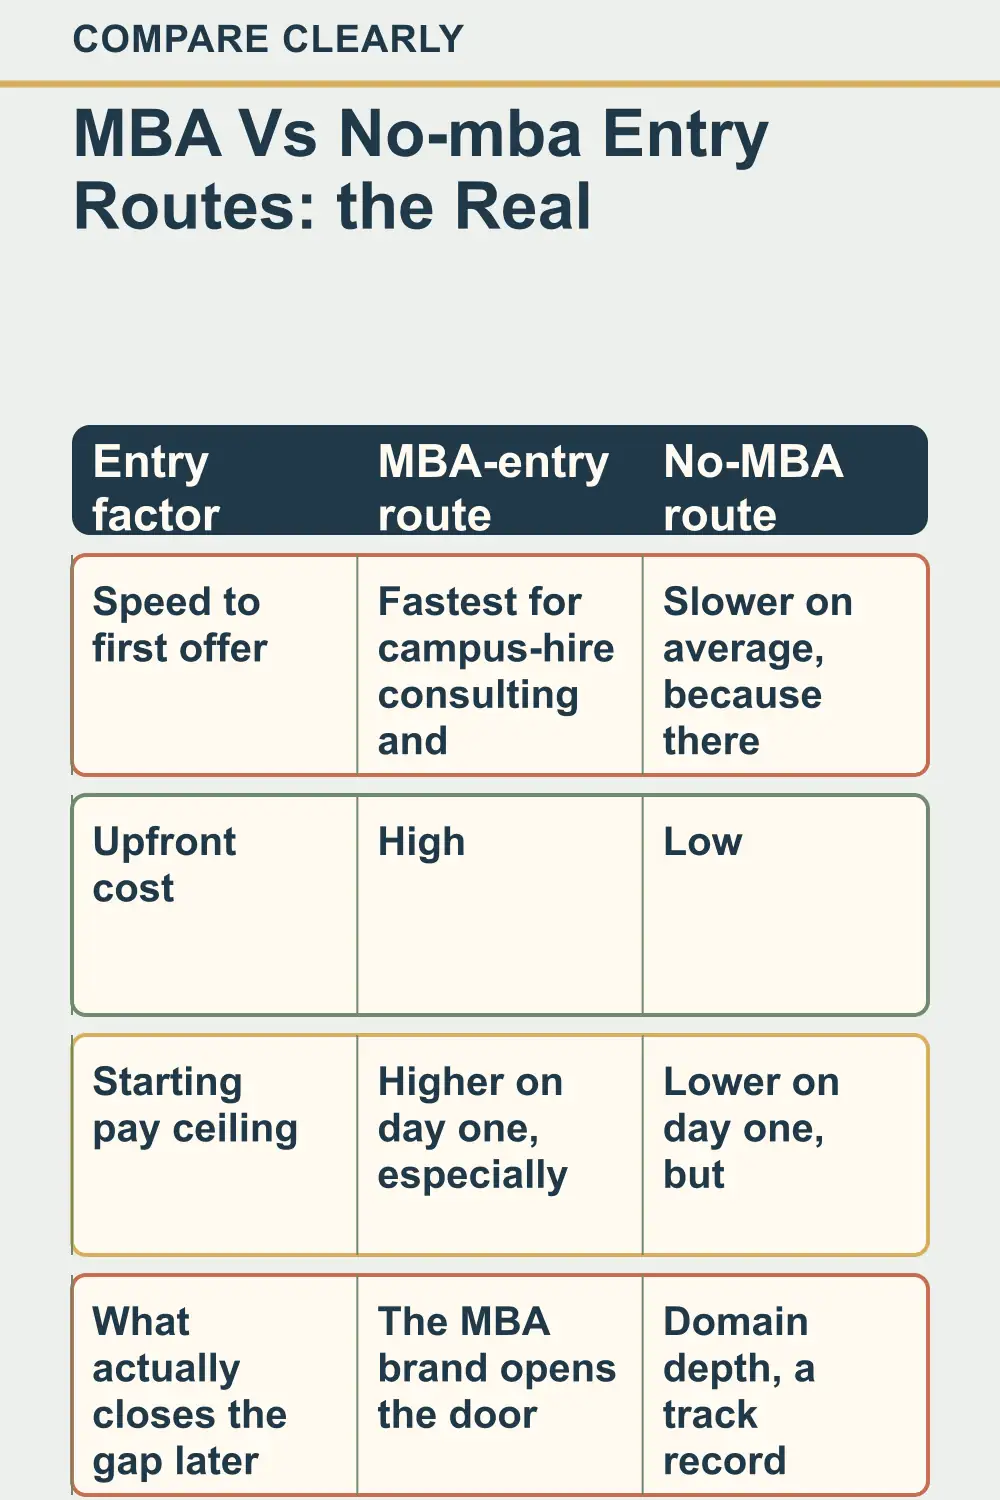 COMPARE CLEARLY
MBA Vs No-mba Entry
Routes: the Real
Entry
factor
MBA-entry
route
No-MBA
route
Speed to
first offer
Fastest for
campus-hire
consulting
and
Slower on
average,
because
there
Upfront
cost
High
Low
Starting
pay ceiling
Higher on
day one,
especially
Lower on
day one,
but
What
actually
closes the
gap later
The MBA
brand opens
the door
Domain
depth, a
track
record